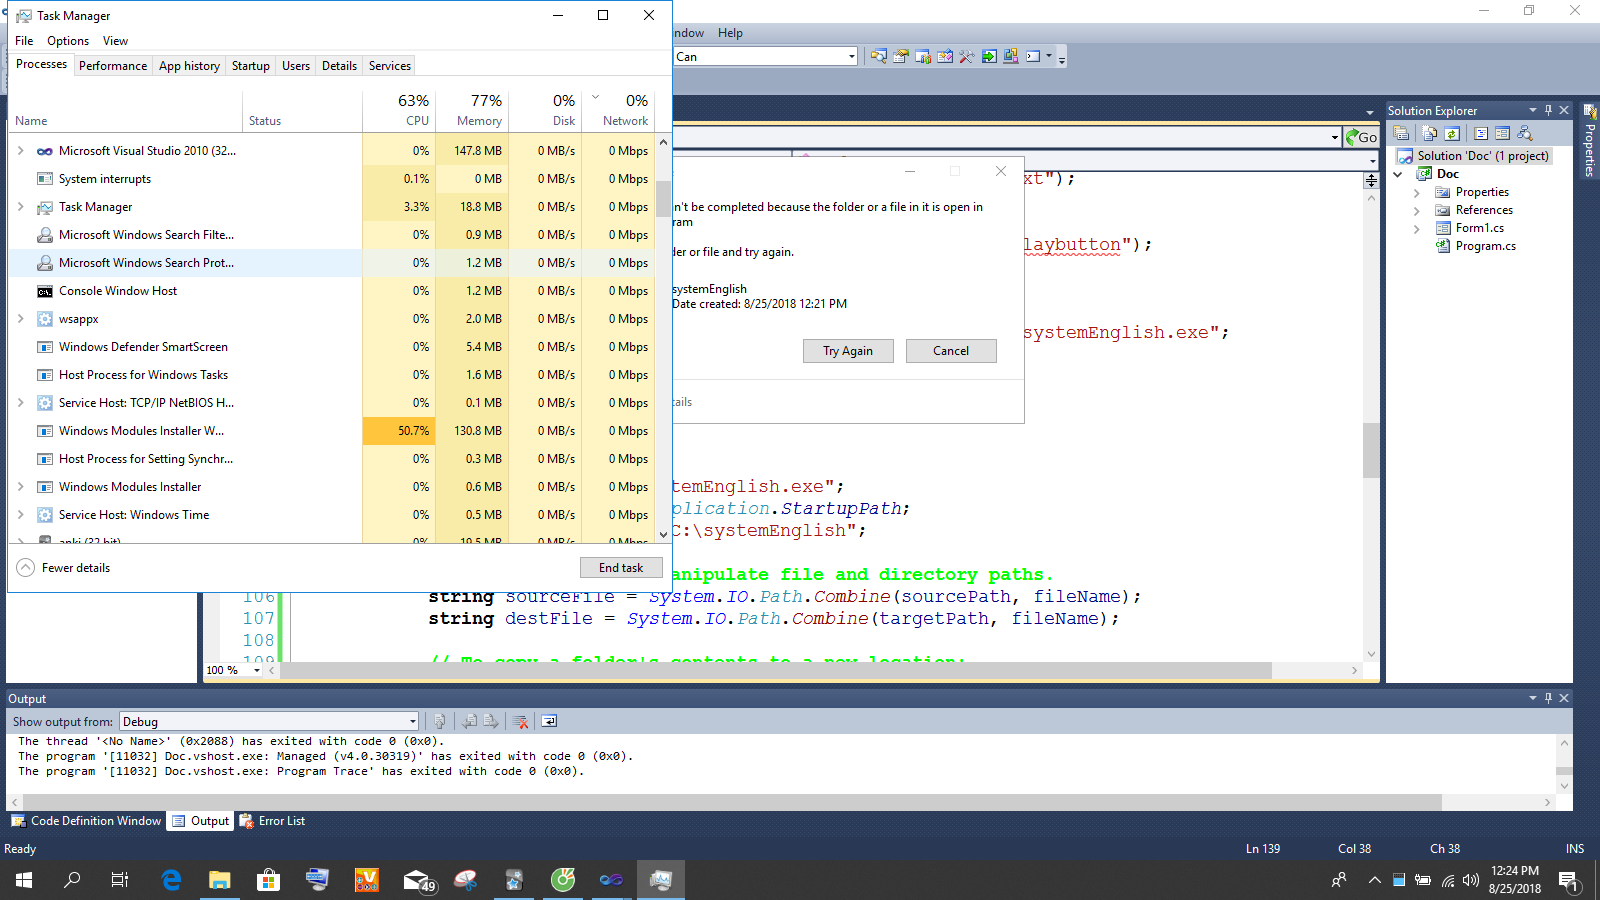 Task Manager
File Options View
Processes Performance App history Startup Users Details Services
63% 77% 0% 0%
Name Status CPU Memory Disk Network
Microsoft Visual Studio 2010 (32... 0% 147.8 MB 0 MB/s 0 Mbps
System interrupts 0.1% 0 MB 0 MB/s 0 Mbps
Task Manager 3.3% 18.8 MB 0 MB/s 0 Mbps
Microsoft Windows Search Filte... 0% 0.9 MB 0 MB/s 0 Mbps
Microsoft Windows Search Prot... 0% 1.2 MB 0 MB/s 0 Mbps
Console Window Host 0% 1.2 MB 0 MB/s 0 Mbps
wsappx 0% 2.0 MB 0 MB/s 0 Mbps
Windows Defender SmartScreen 0% 5.4 MB 0 MB/s 0 Mbps
Host Process for Windows Tasks 0% 1.6 MB 0 MB/s 0 Mbps
Service Host: TCP/IP NetBIOS H... 0% 0.1 MB 0 MB/s 0 Mbps
Windows Modules Installer W... 50.7% 130.8 MB 0 MB/s 0 Mbps
Host Process for Setting Synchr... 0% 0.3 MB 0 MB/s 0 Mbps
Windows Modules Installer 0% 0.6 MB 0 MB/s 0 Mbps
Service Host: Windows Time 0% 0.5 MB 0 MB/s 0 Mbps
anki (32 bit) 0% 19.5 MB 0 MB/s 0 Mbps
Fewer details End task
ndow Help
Can
Go
xt");
n't be completed because the folder or a file in it is open in
ram
der or file and try again.
systemEnglish
Date created: 8/25/2018 12:21 PM
Try Again Cancel
tails
laybutton");
systemEnglish.exe";
temEnglish.exe";
plication.StartupPath;
C:\systemEnglish";
anipulate file and directory paths.
106 string sourceFile = System.IO.Path.Combine(sourcePath, fileName);
107 string destFile = System.IO.Path.Combine(targetPath, fileName);
108
109 // To copy a folder's contents to a new location:
100 %
Solution Explorer
Solution 'Doc' (1 project)
Doc
Properties
References
Form1.cs
Program.cs
Properties
Output
Show output from: Debug
The thread '<No Name>' (0x2088) has exited with code 0 (0x0).
The program '[11032] Doc.vshost.exe: Managed (v4.0.30319)' has exited with code 0 (0x0).
The program '[11032] Doc.vshost.exe: Program Trace' has exited with code 0 (0x0).
Code Definition Window Output Error List
Ready Ln 139 Col 38 Ch 38 INS
49
12:24 PM
8/25/2018
1